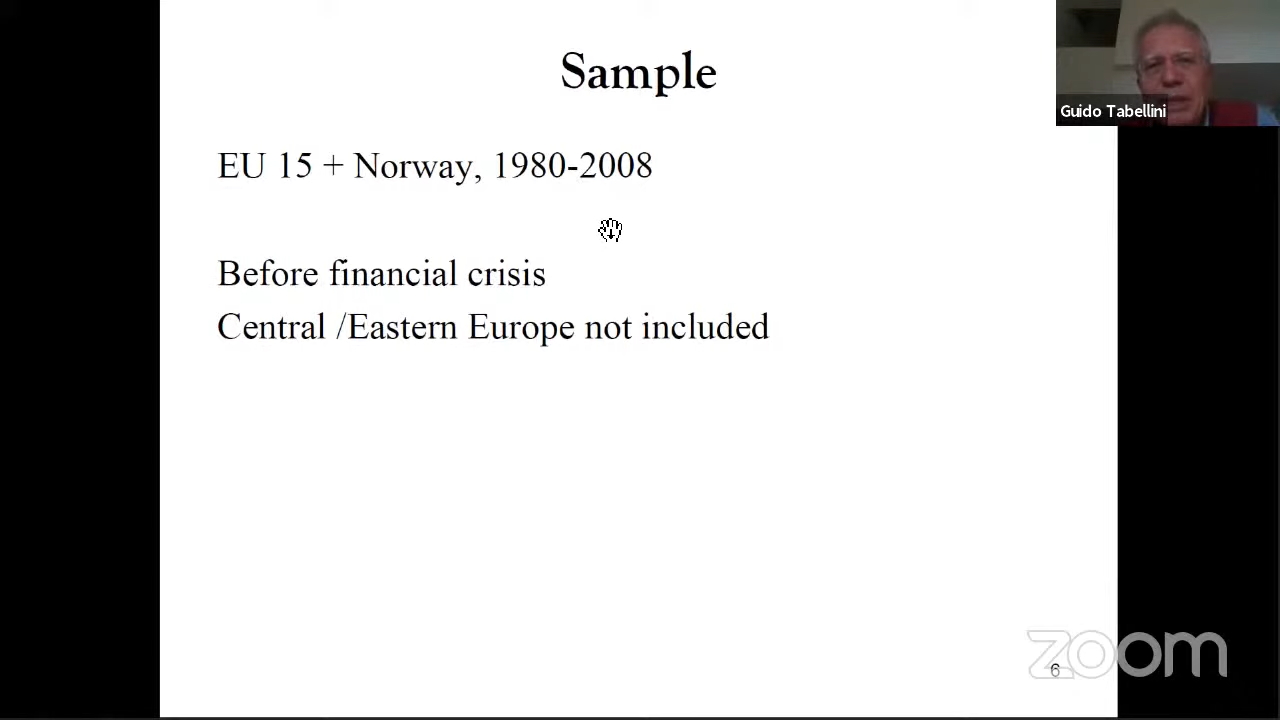 Sample
Guido Tabellini
EU 15 + Norway, 1980-2008
Before financial crisis
Central /Eastern Europe not included
zoom
6